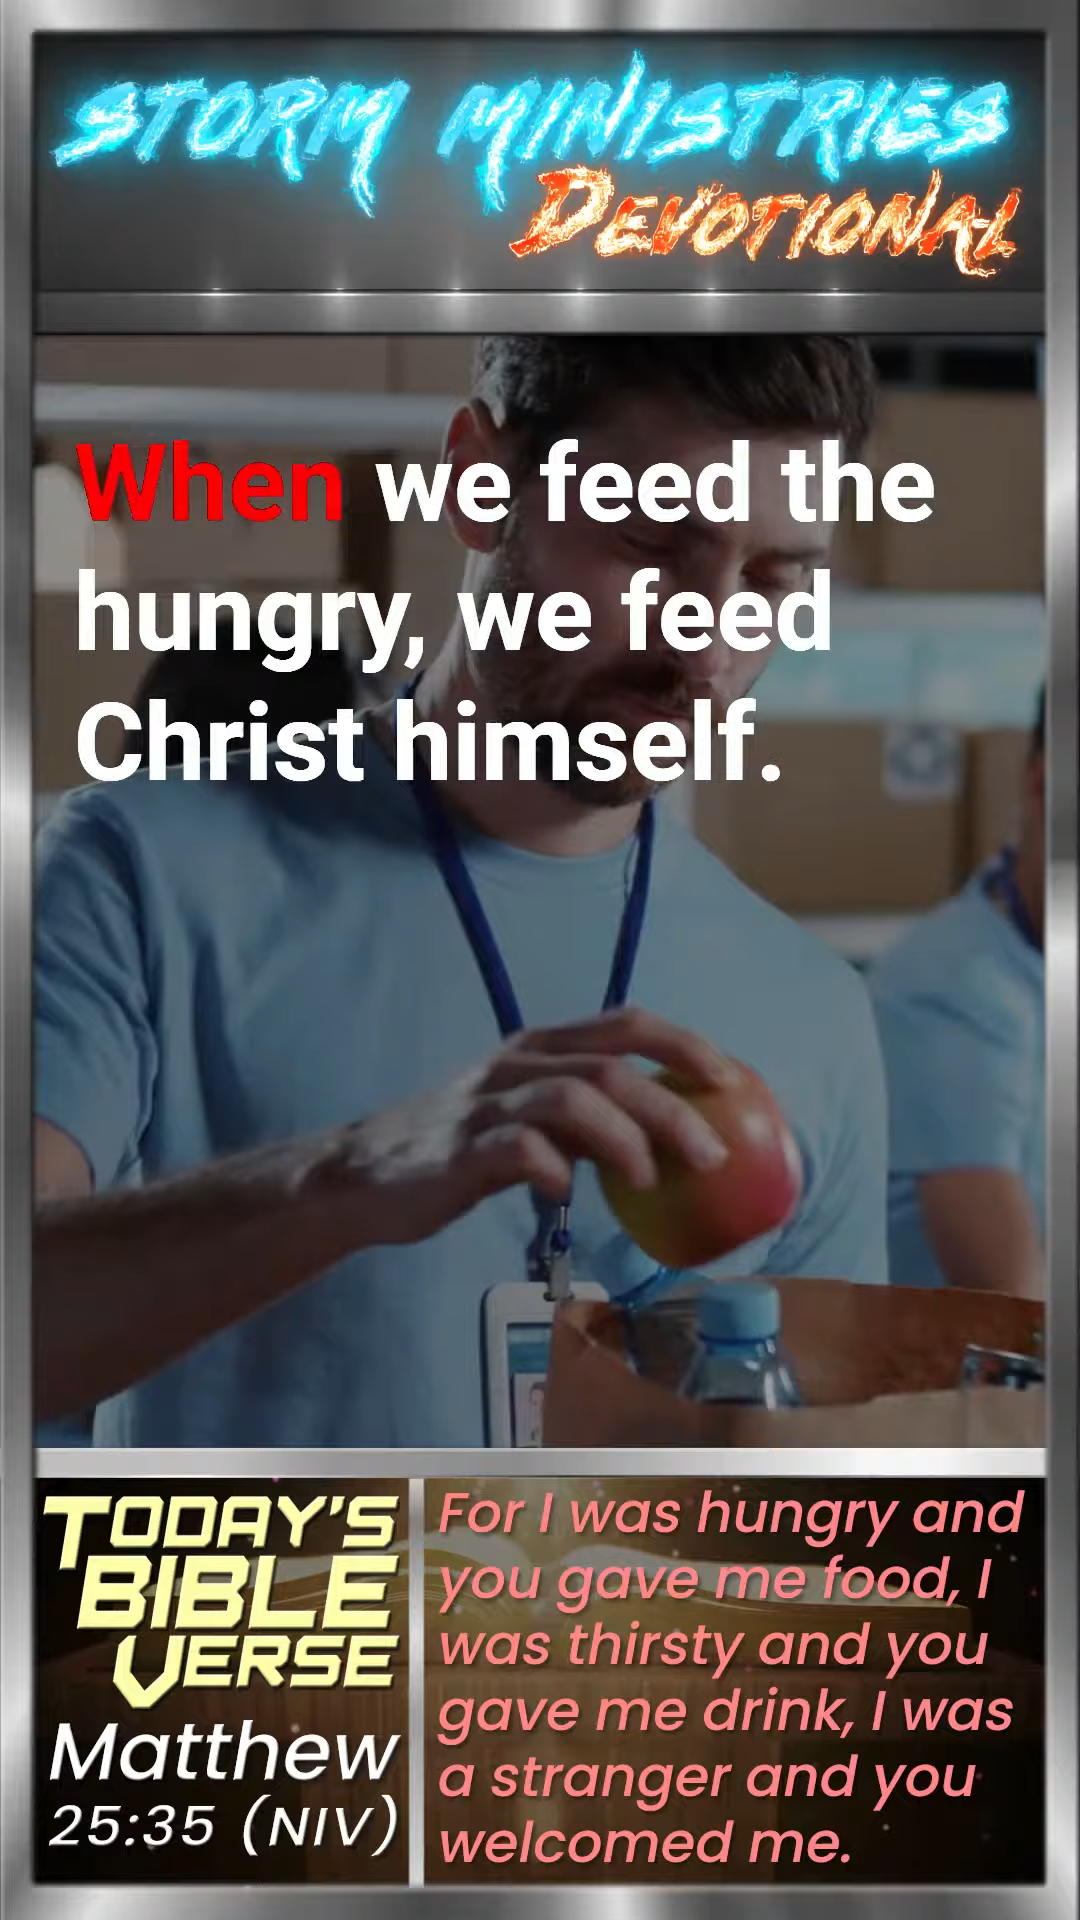 STORM MINISTRIES
DEVOTIONAL
When we feed the
hungry, we feed
Christ himself.
TODAY'S
BIBLE
VERSE
Matthew
25:35 (NIV)
For I was hungry and
you gave me food, I
was thirsty and you
gave me drink, I was
a stranger and you
welcomed me.